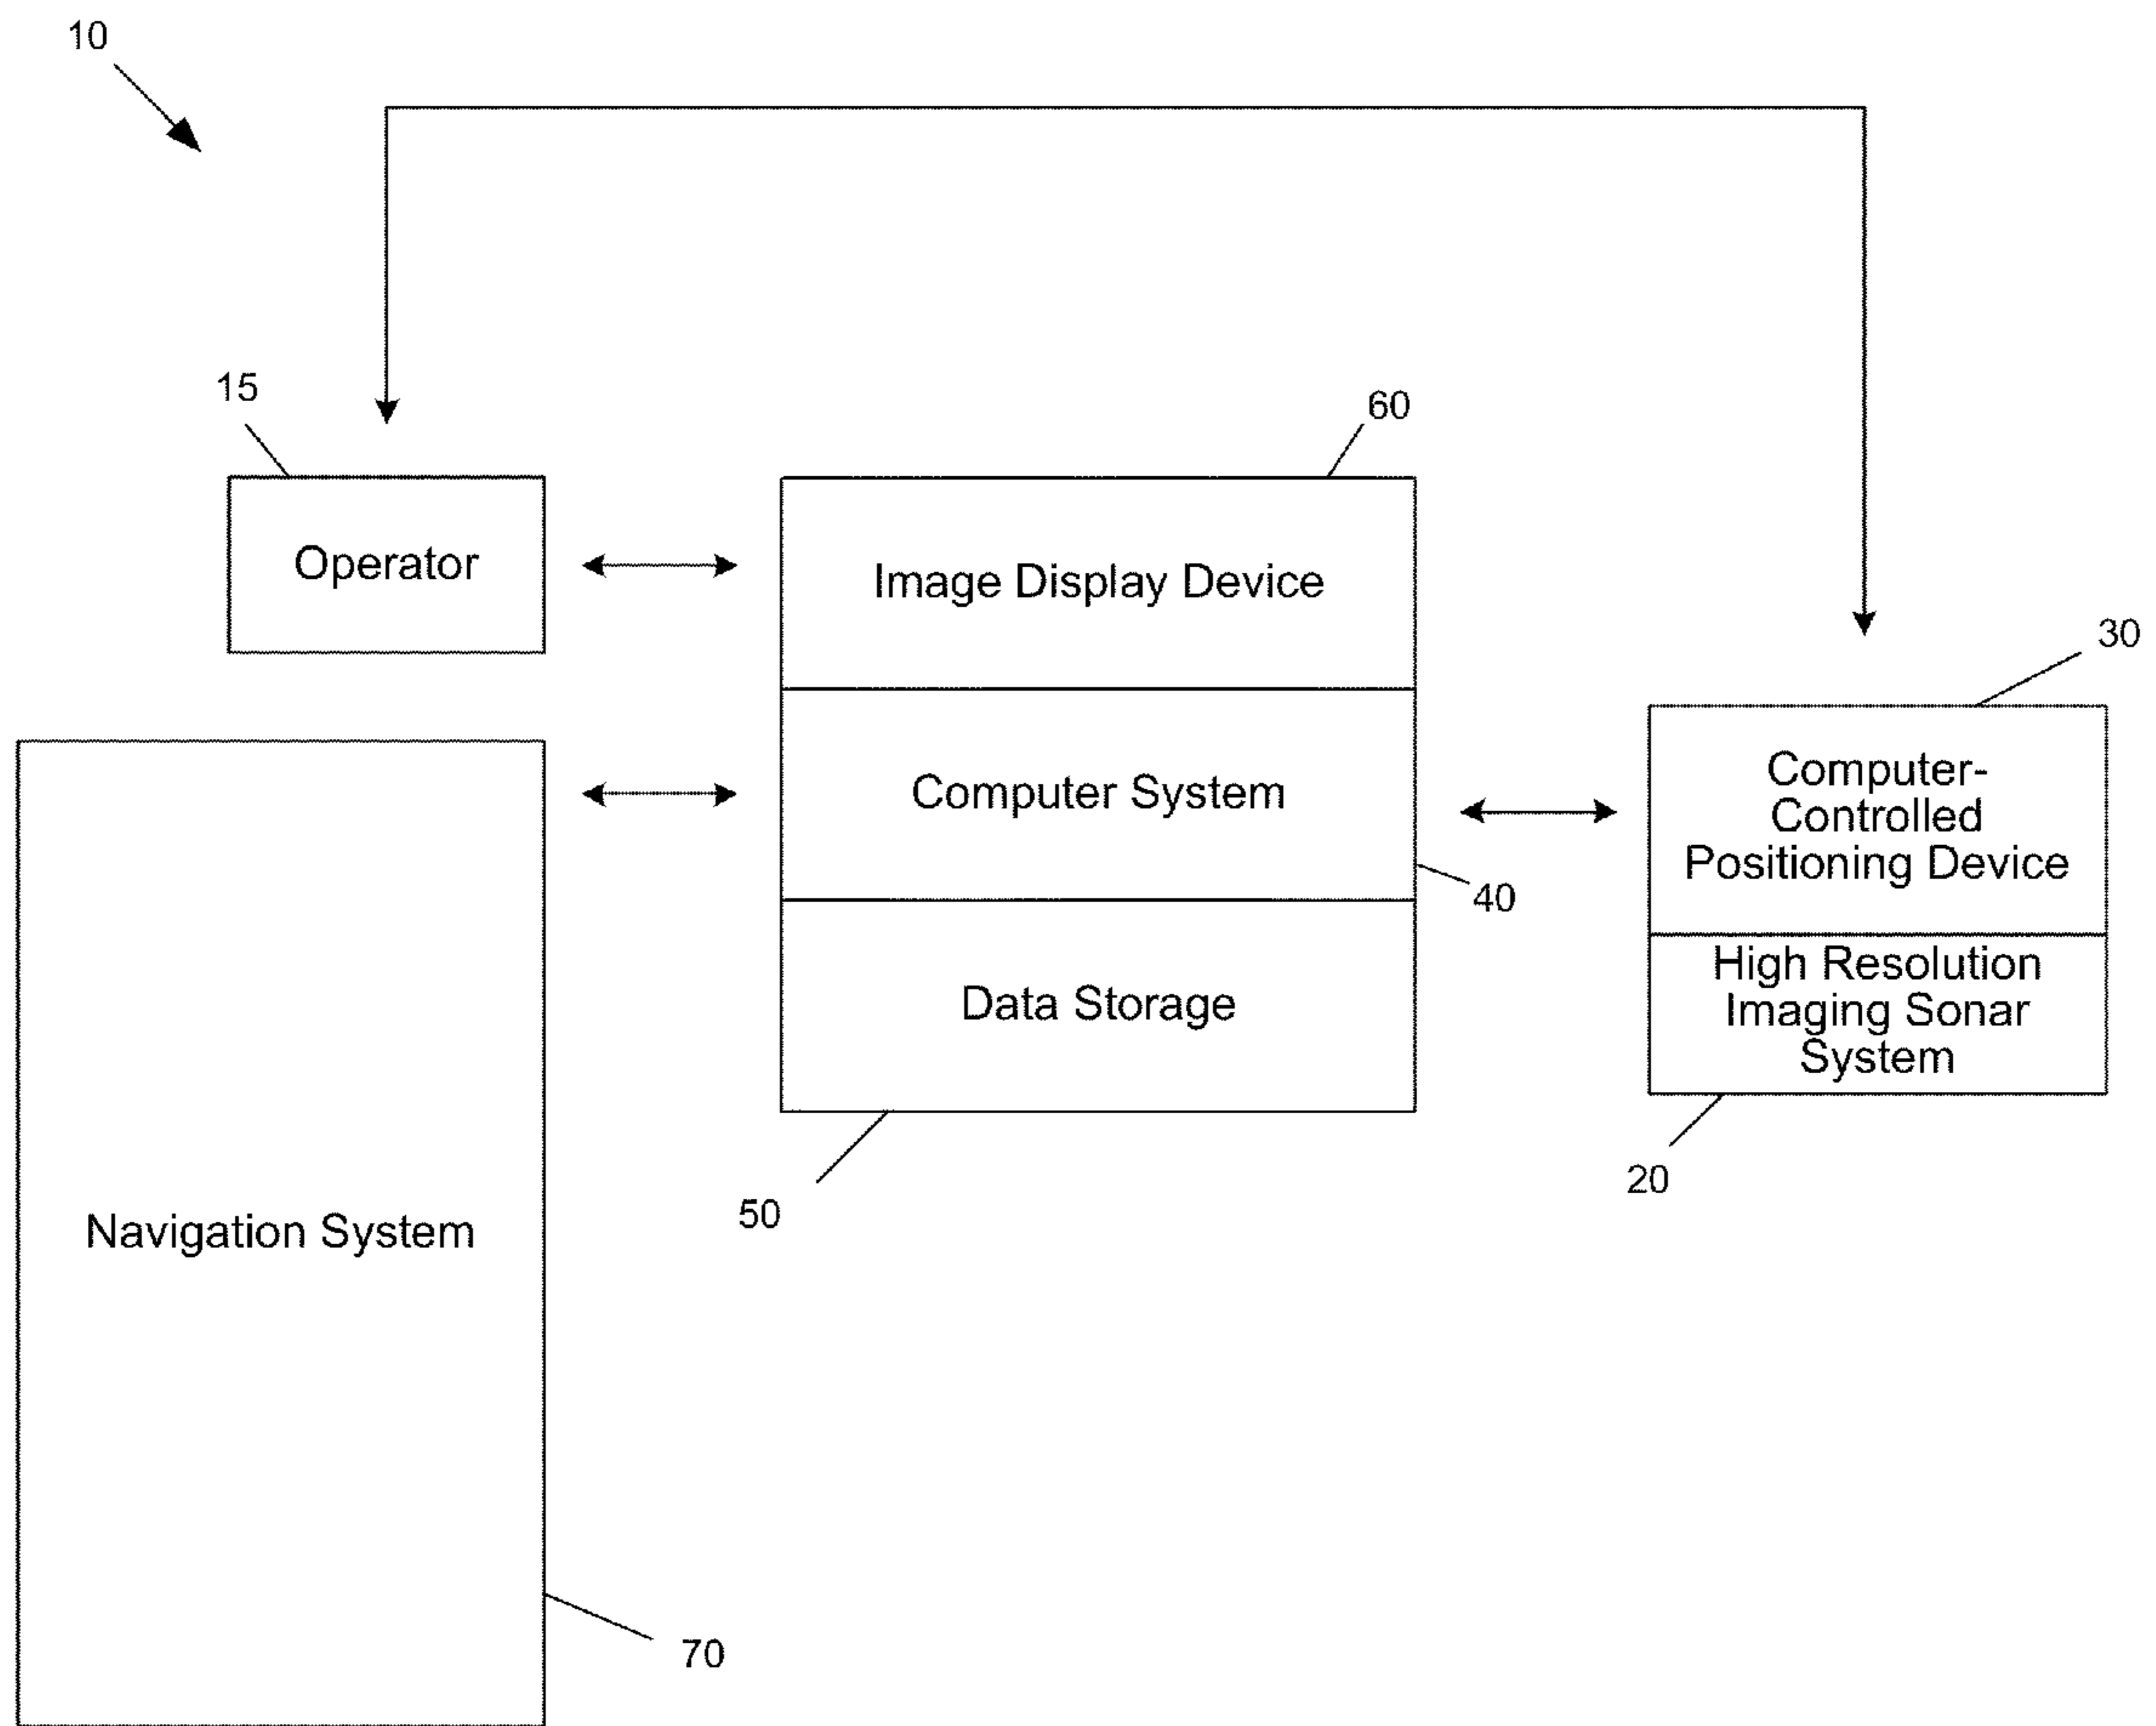 10
15
60
Operator
Image Display Device
30
Computer-
Controlled
Positioning Device
Computer System
40
High Resolution
Imaging Sonar
System
Data Storage
20
50
Navigation System
70